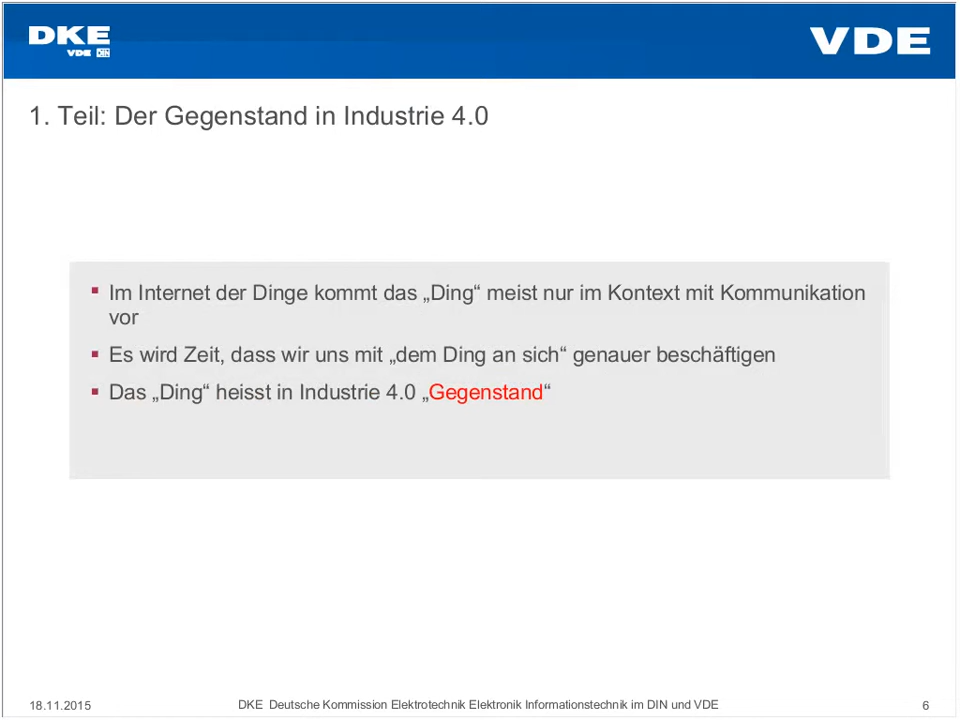 DKE
VDE DIN
VDE
1. Teil: Der Gegenstand in Industrie 4.0
▪ Im Internet der Dinge kommt das „Ding“ meist nur im Kontext mit Kommunikation
vor
▪ Es wird Zeit, dass wir uns mit „dem Ding an sich“ genauer beschäftigen
▪ Das „Ding“ heisst in Industrie 4.0 „Gegenstand“
18.11.2015
DKE Deutsche Kommission Elektrotechnik Elektronik Informationstechnik im DIN und VDE
6